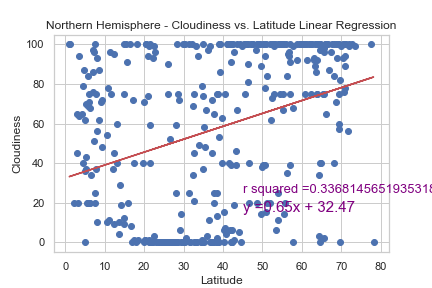 Northern Hemisphere - Cloudiness vs. Latitude Linear Regression
100
80
60
40
20
0
Cloudiness
r squared =0.3368145651935318
y =0.65x + 32.47
0 10 20 30 40 50 60 70 80
Latitude